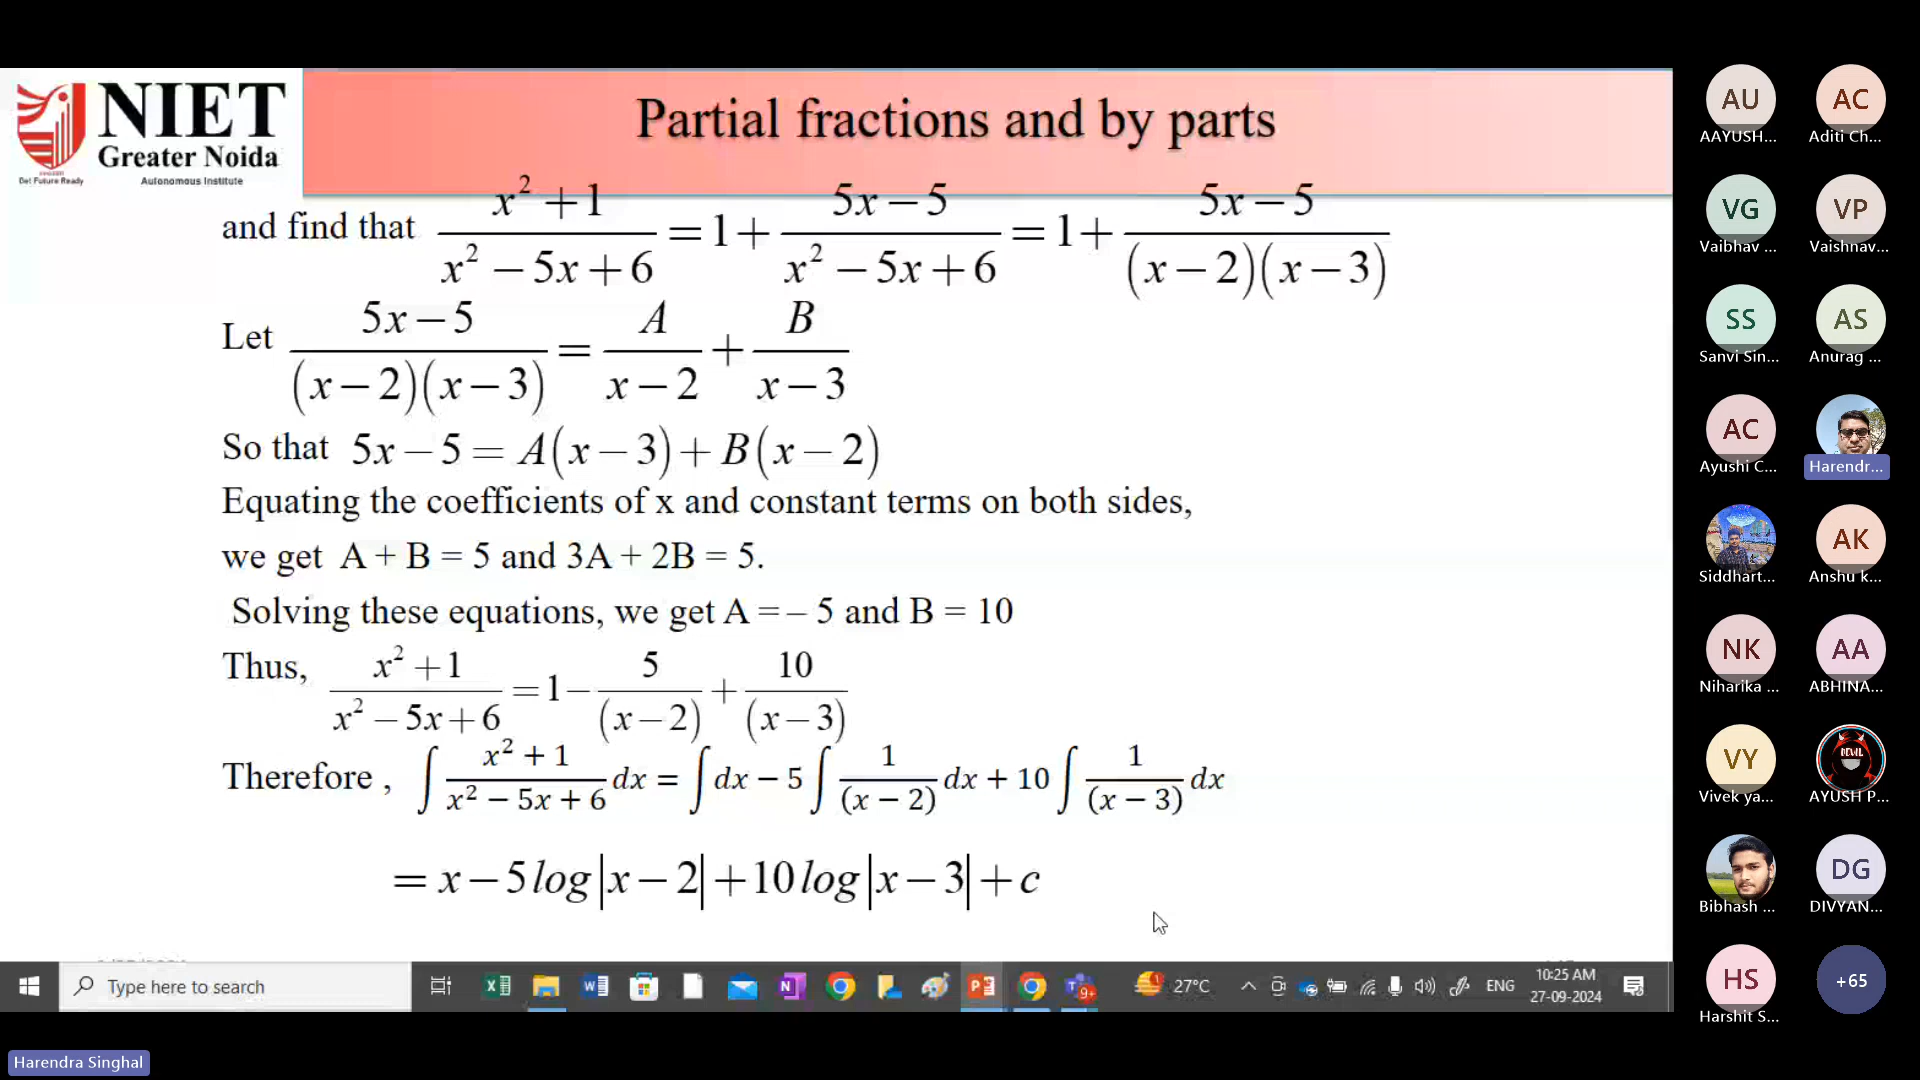 NIET
Greater Noida
Autonomous Institute
Get Future Ready
Partial fractions and by parts
and find that (x² + 1)/(x² − 5x + 6) = 1 + (5x − 5)/(x² − 5x + 6) = 1 + (5x − 5)/((x − 2)(x − 3))
Let (5x − 5)/((x − 2)(x − 3)) = A/(x − 2) + B/(x − 3)
So that 5x − 5 = A(x − 3) + B(x − 2)
Equating the coefficients of x and constant terms on both sides,
we get A + B = 5 and 3A + 2B = 5.
Solving these equations, we get A = − 5 and B = 10
Thus, (x² + 1)/(x² − 5x + 6) = 1 − 5/(x − 2) + 10/(x − 3)
Therefore , ∫ (x² + 1)/(x² − 5x + 6) dx = ∫ dx − 5 ∫ 1/(x − 2) dx + 10 ∫ 1/(x − 3) dx
= x − 5 log|x − 2| + 10 log|x − 3| + c
Type here to search
9+
27°C
ENG
10:25 AM
27-09-2024
Harendra Singhal
AU AC
AAYUSH... Aditi Ch...
VG VP
Vaibhav ... Vaishnav...
SS AS
Sanvi Sin... Anurag ...
AC
Ayushi C... Harendr...
AK
Siddhart... Anshu k...
NK AA
Niharika ... ABHINA...
VY
Vivek ya... AYUSH P...
DG
Bibhash ... DIVYAN...
HS +65
Harshit S...